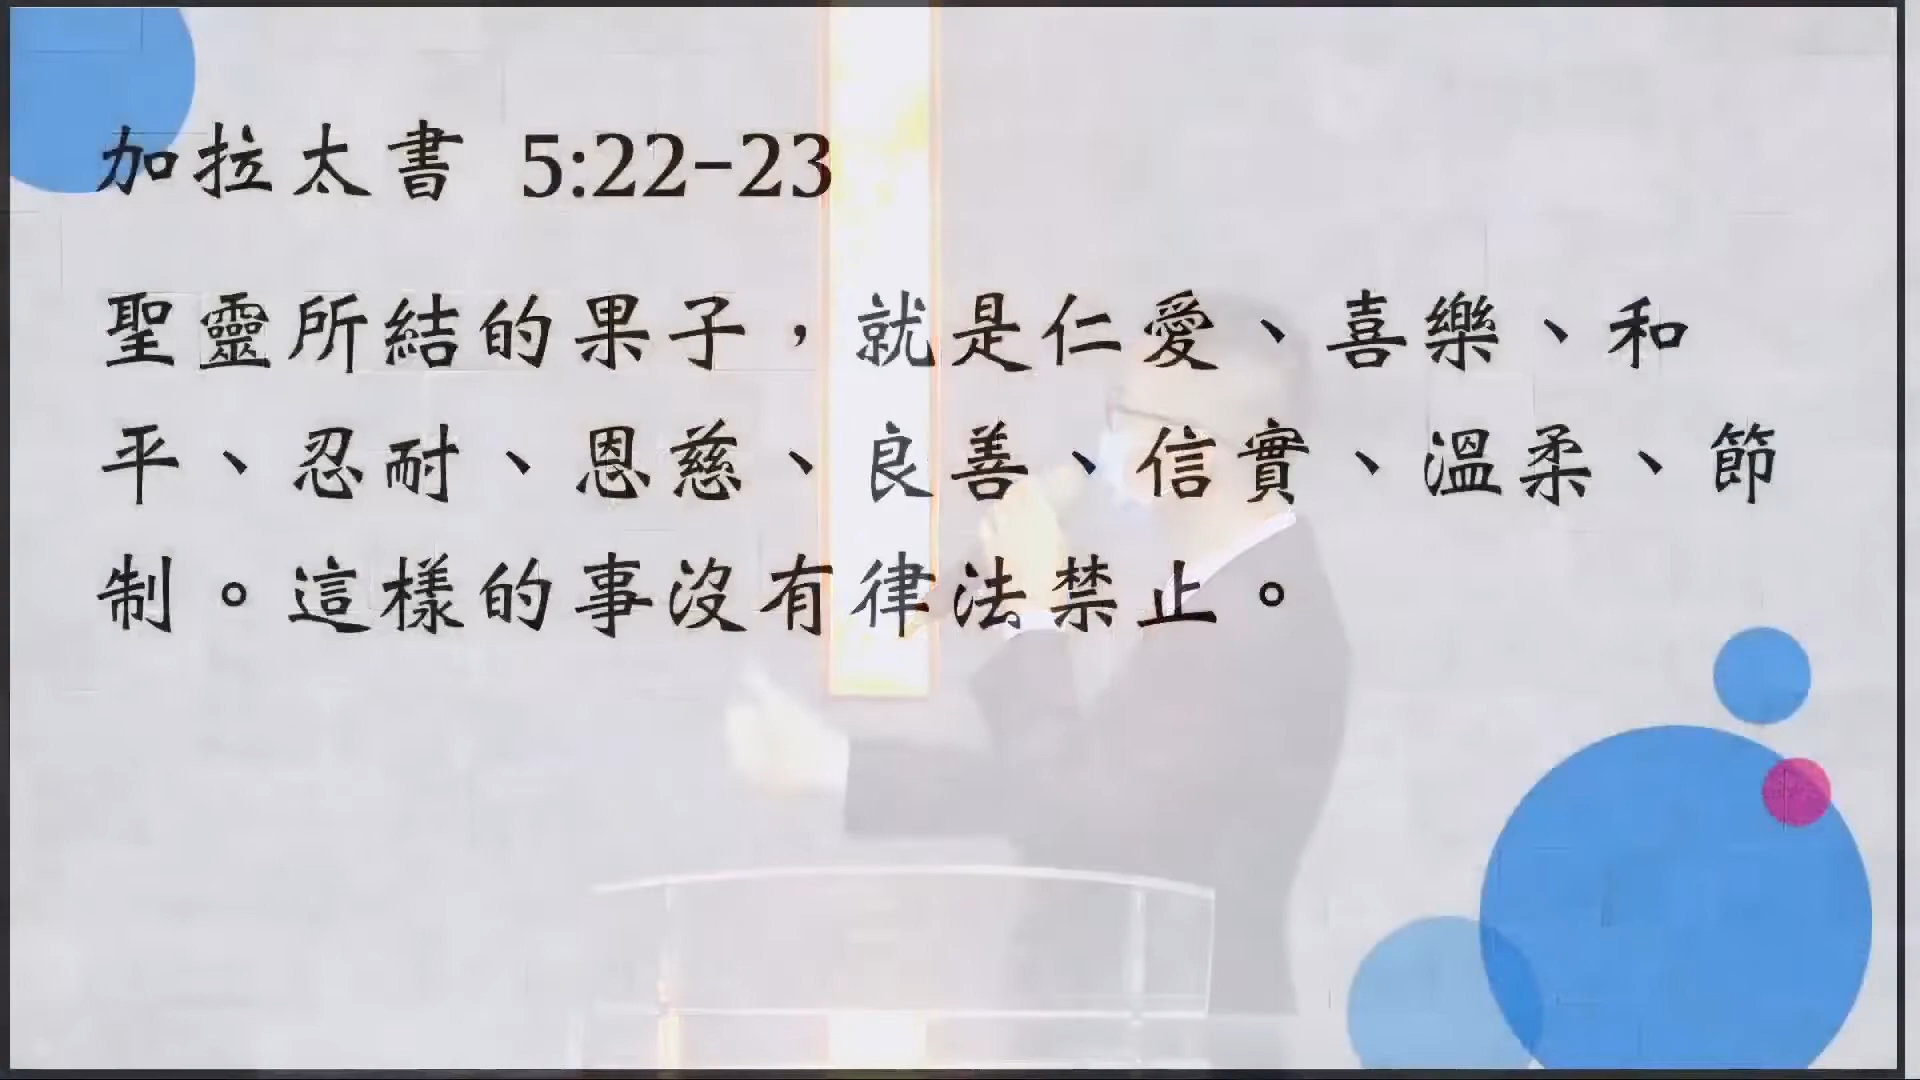 加拉太書 5:22-23
聖靈所結的果子，就是仁愛、喜樂、和
平、忍耐、恩慈、良善、信實、溫柔、節
制。這樣的事沒有律法禁止。